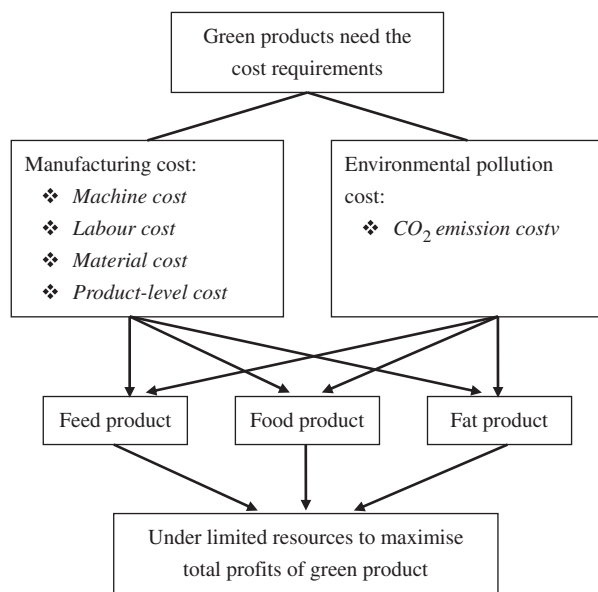 Green products need the
cost requirements
Manufacturing cost:
❖ Machine cost
❖ Labour cost
❖ Material cost
❖ Product-level cost
Environmental pollution
cost:
❖ CO2 emission costv
Feed product
Food product
Fat product
Under limited resources to maximise
total profits of green product